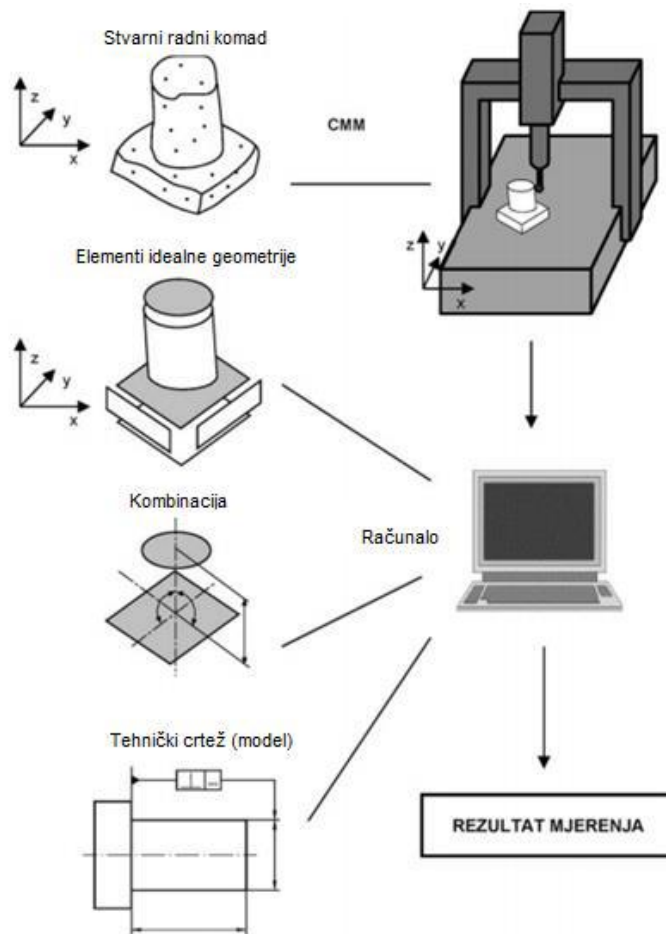 Stvarni radni komad
z
y
x
CMM
z
y
x
Elementi idealne geometrije
z
y
x
Kombinacija
Računalo
Tehnički crtež (model)
REZULTAT MJERENJA